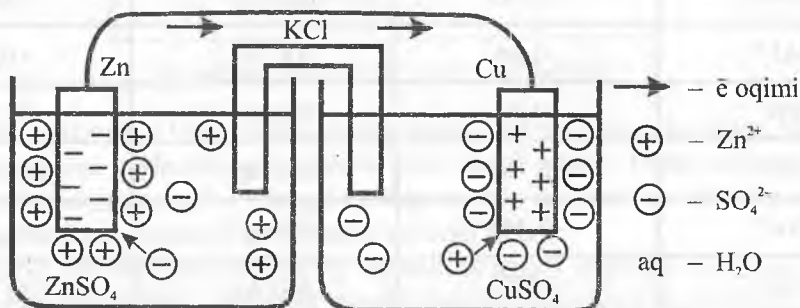 KCl
Zn
Cu
– ē oqimi
– Zn²⁺
– SO₄²⁻
aq – H₂O
ZnSO₄
CuSO₄